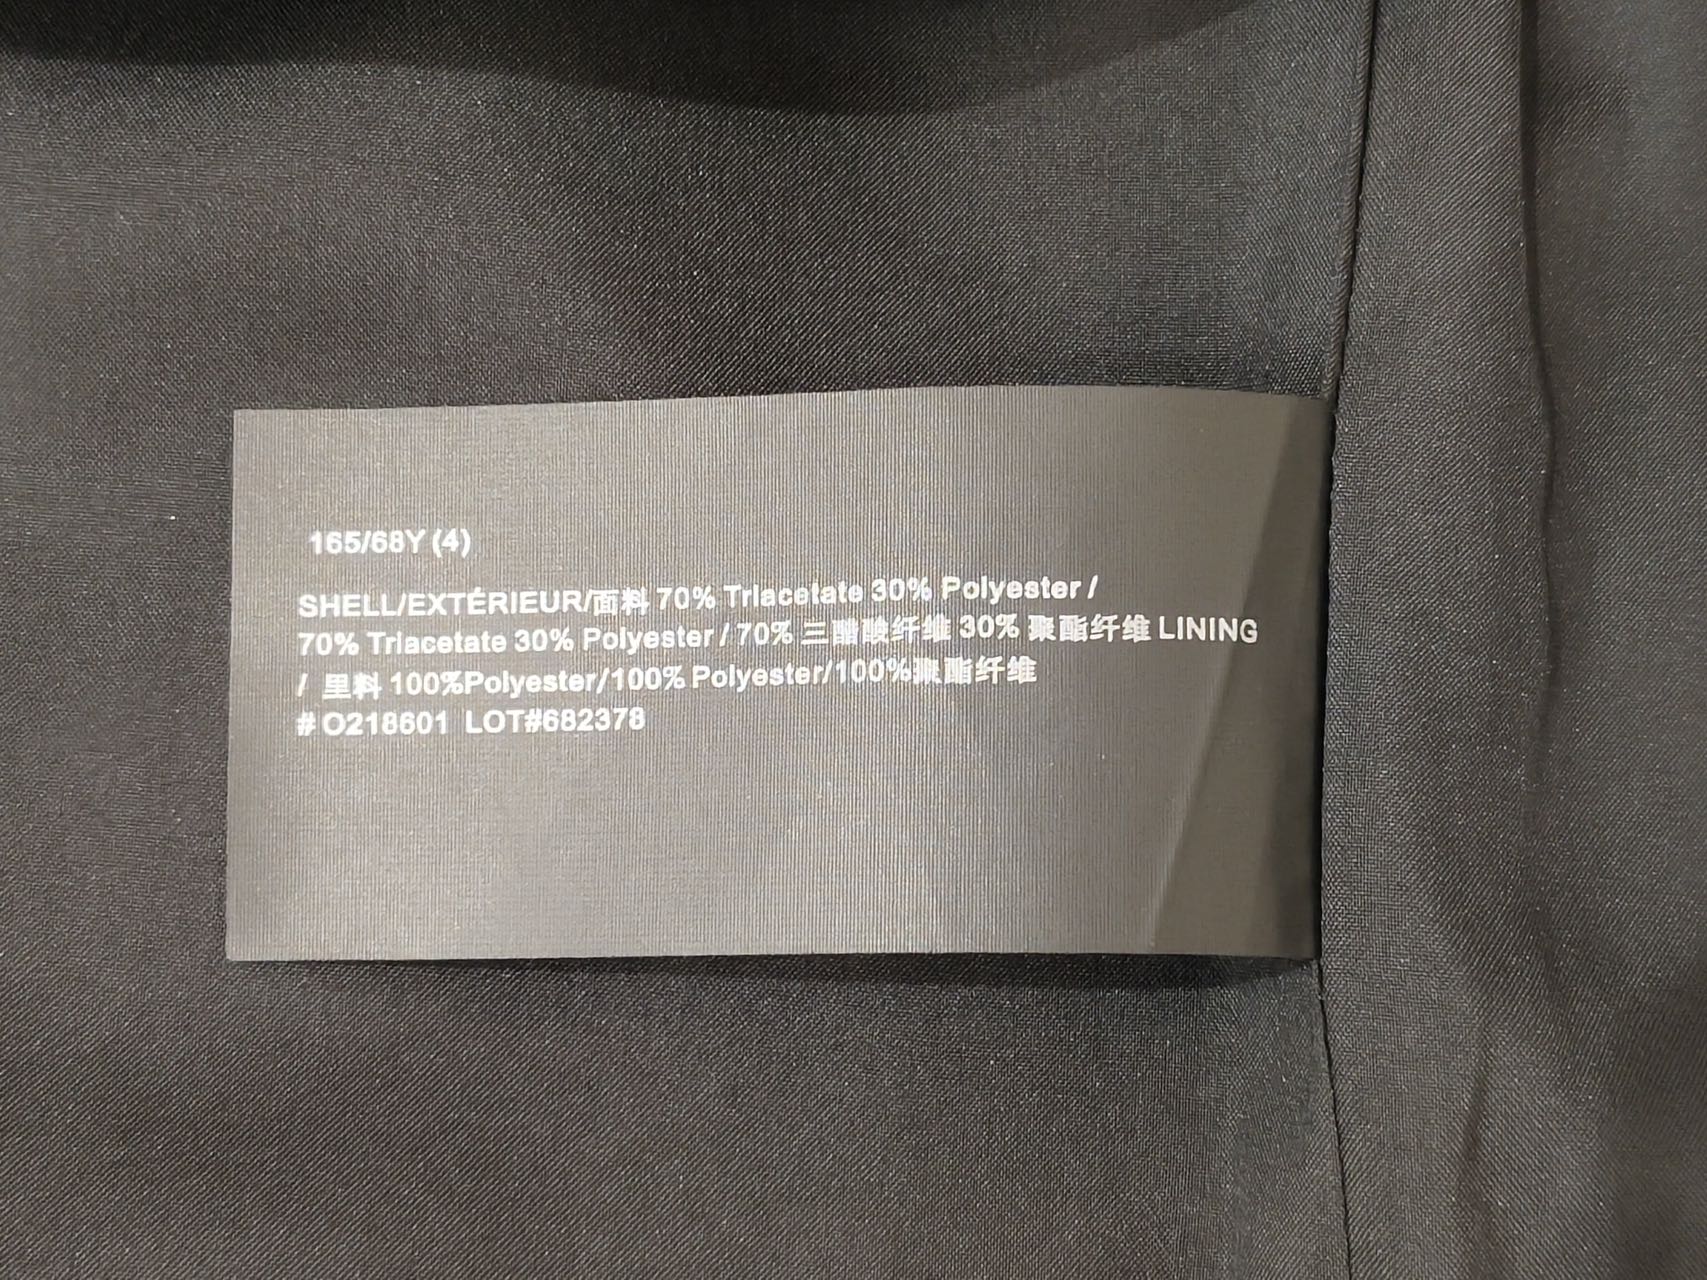 165/68Y (4)
SHELL/EXTÉRIEUR/面料 70% Triacetate 30% Polyester /
70% Triacetate 30% Polyester / 70% 三醋酸纤维 30% 聚酯纤维 LINING
/ 里料 100%Polyester/100% Polyester/100%聚酯纤维
# O218601 LOT#682378